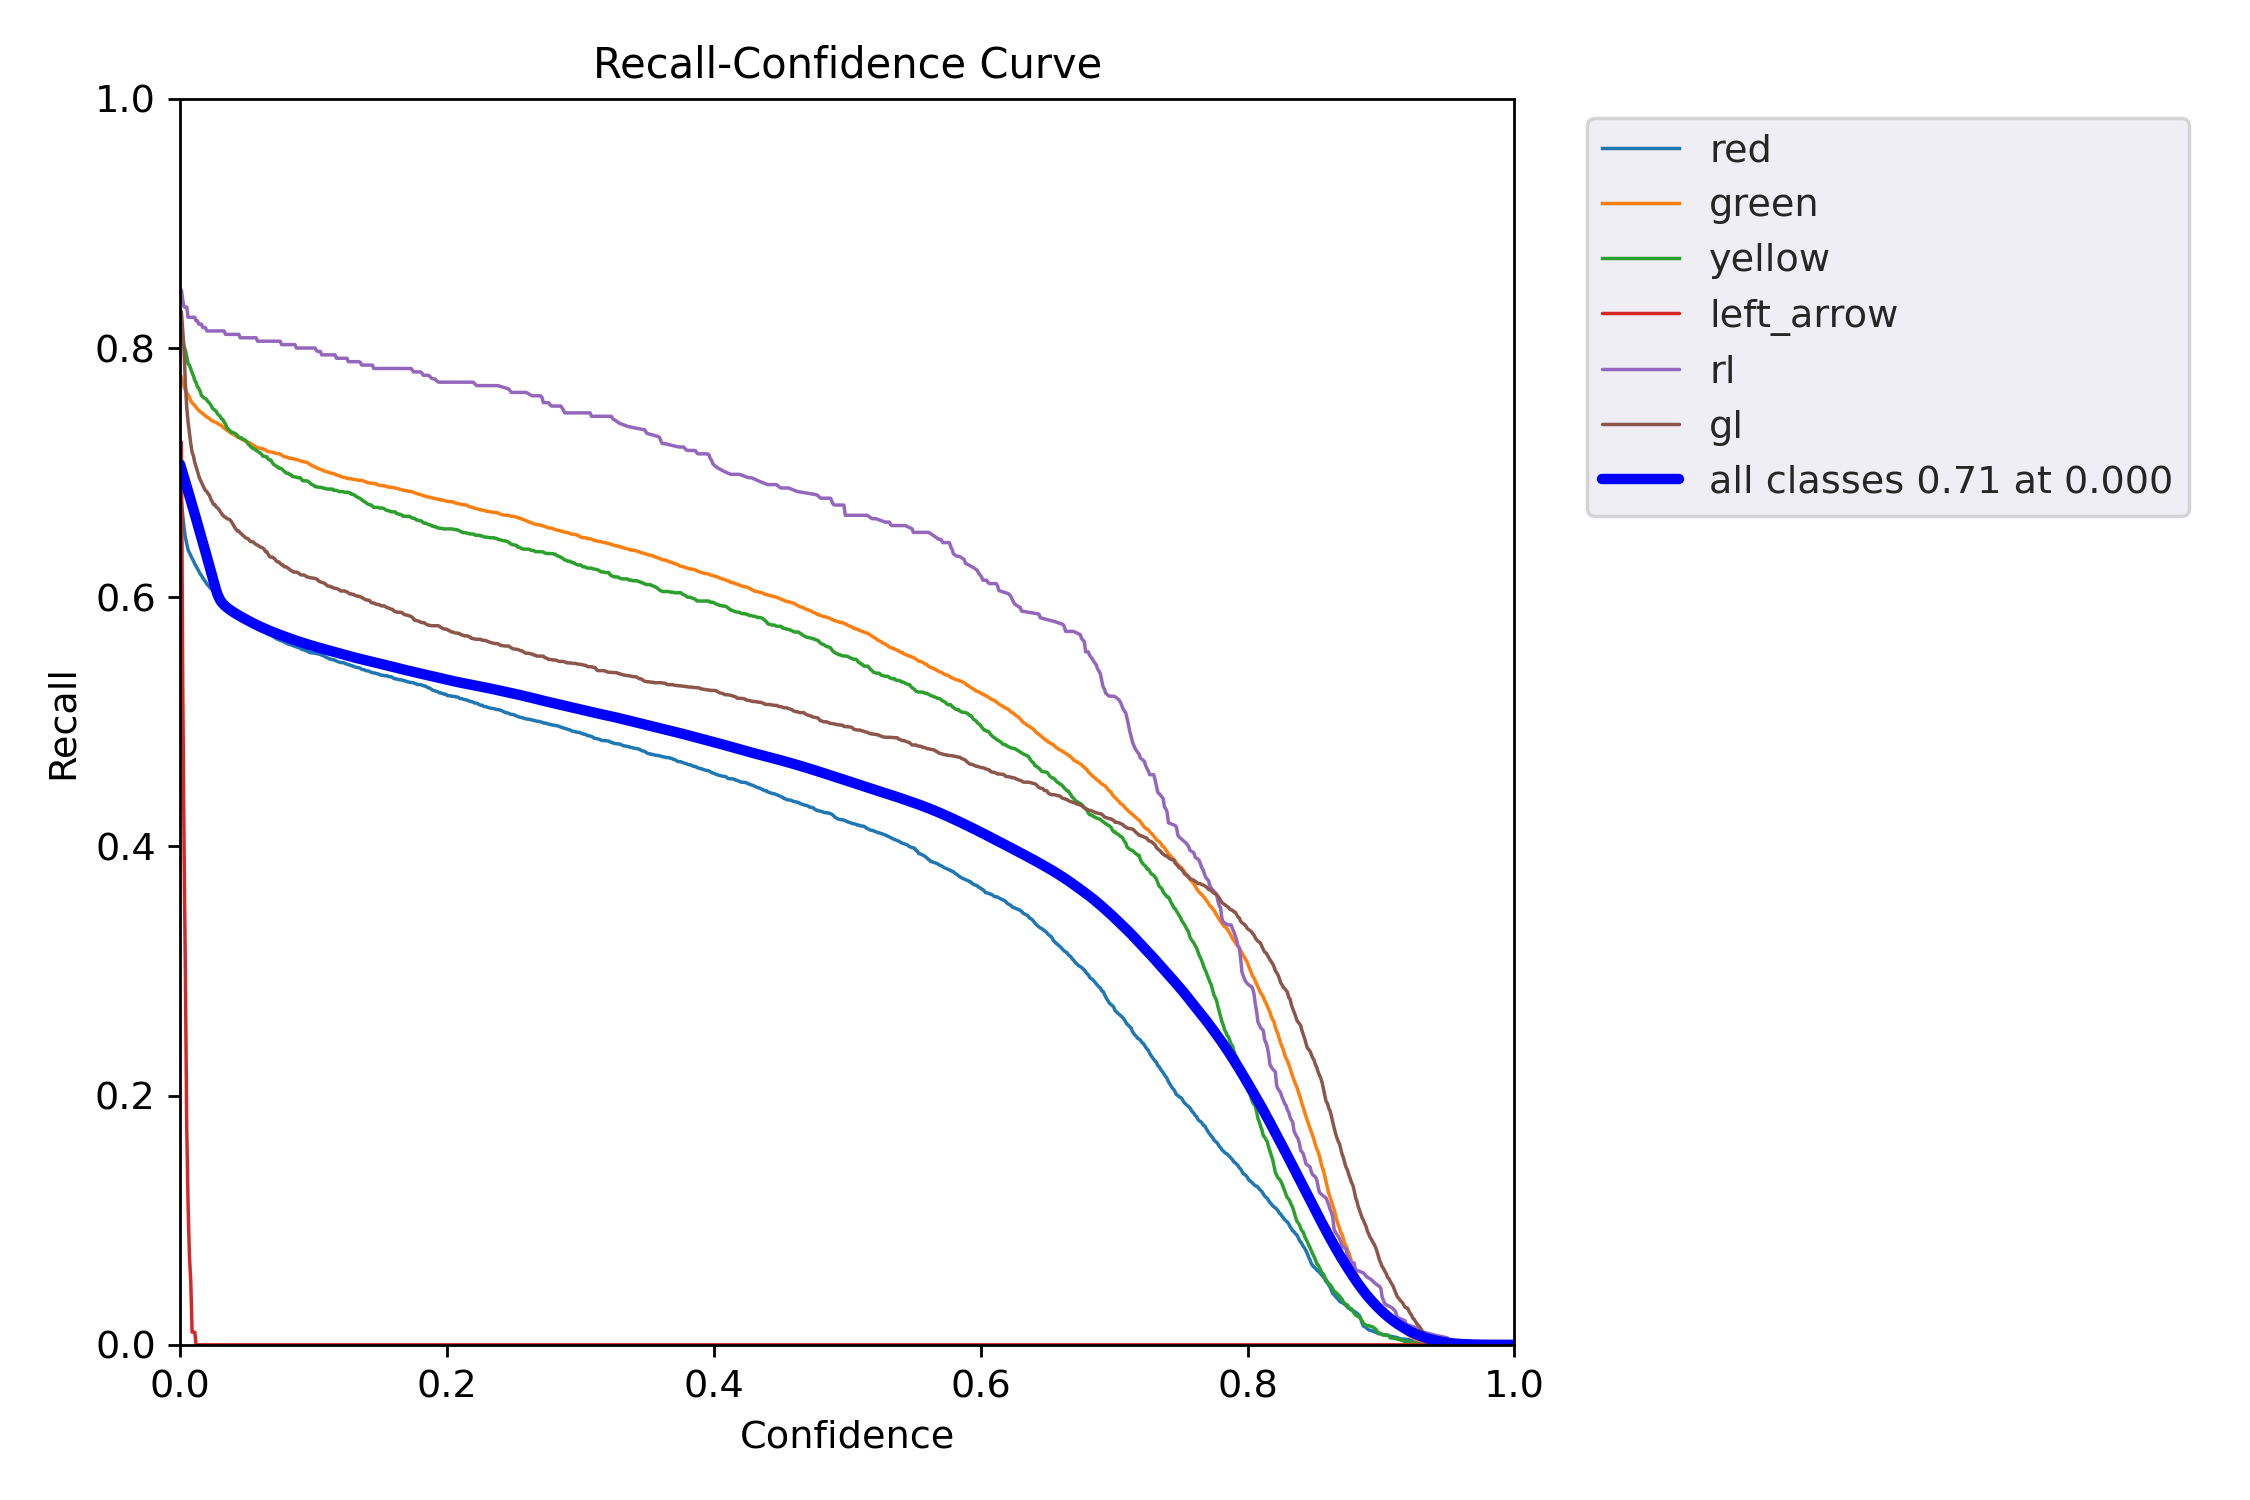 Recall-Confidence Curve
1.0
0.8
0.6
0.4
0.2
0.0
Recall
0.0 0.2 0.4 0.6 0.8 1.0
Confidence
red
green
yellow
left_arrow
rl
gl
all classes 0.71 at 0.000